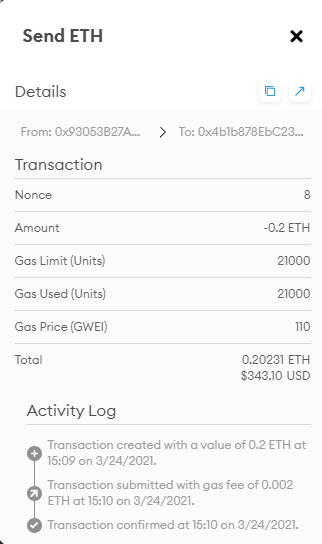 Send ETH
Details
From: 0x93053B27A...
To: 0x4b1b878EbC23...
Transaction
Nonce 8
Amount -0.2 ETH
Gas Limit (Units) 21000
Gas Used (Units) 21000
Gas Price (GWEI) 110
Total 0.20231 ETH
$343.10 USD
Activity Log
Transaction created with a value of 0.2 ETH at
15:09 on 3/24/2021.
Transaction submitted with gas fee of 0.002
ETH at 15:10 on 3/24/2021.
Transaction confirmed at 15:10 on 3/24/2021.